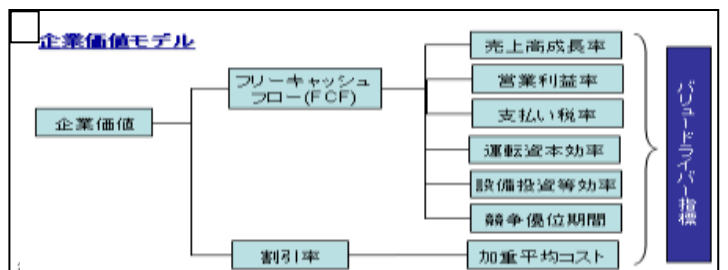 企業価値モデル
企業価値
フリーキャッシュ
フロー(FCF)
割引率
売上高成長率
営業利益率
支払い税率
運転資本効率
設備投資等効率
競争優位期間
加重平均コスト
バリュードライバー指標